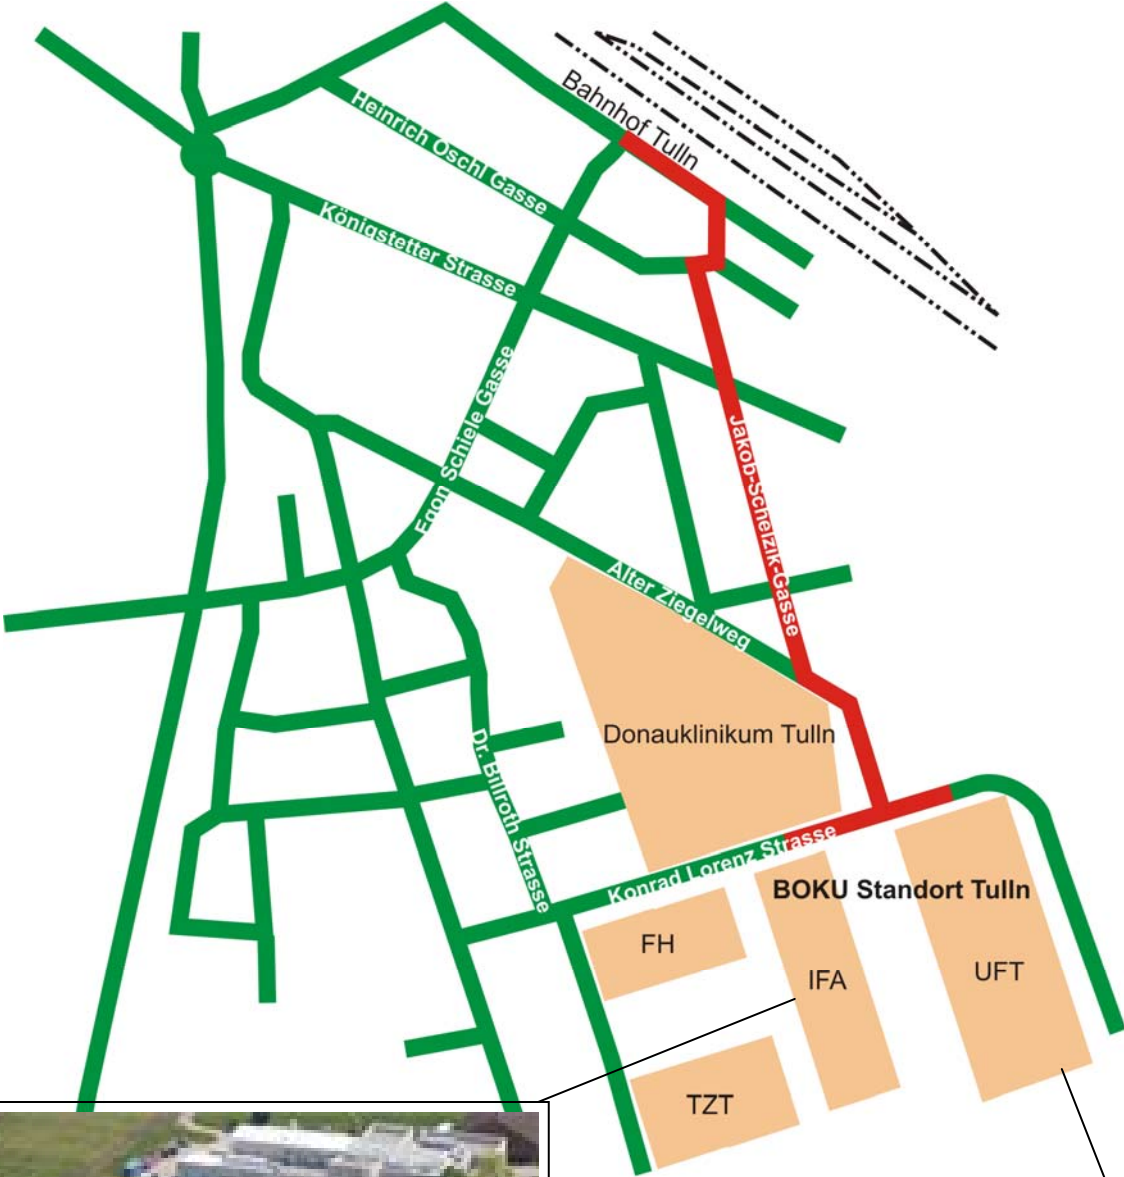 Bahnhof Tulln
Heinrich Öschl Gasse
Königstetter Strasse
Egon Schiele Gasse
Jakob-Schelzik-Gasse
Alter Ziegelweg
Donauklinikum Tulln
Dr. Billroth Strasse
Konrad Lorenz Strasse
BOKU Standort Tulln
FH
IFA
UFT
TZT